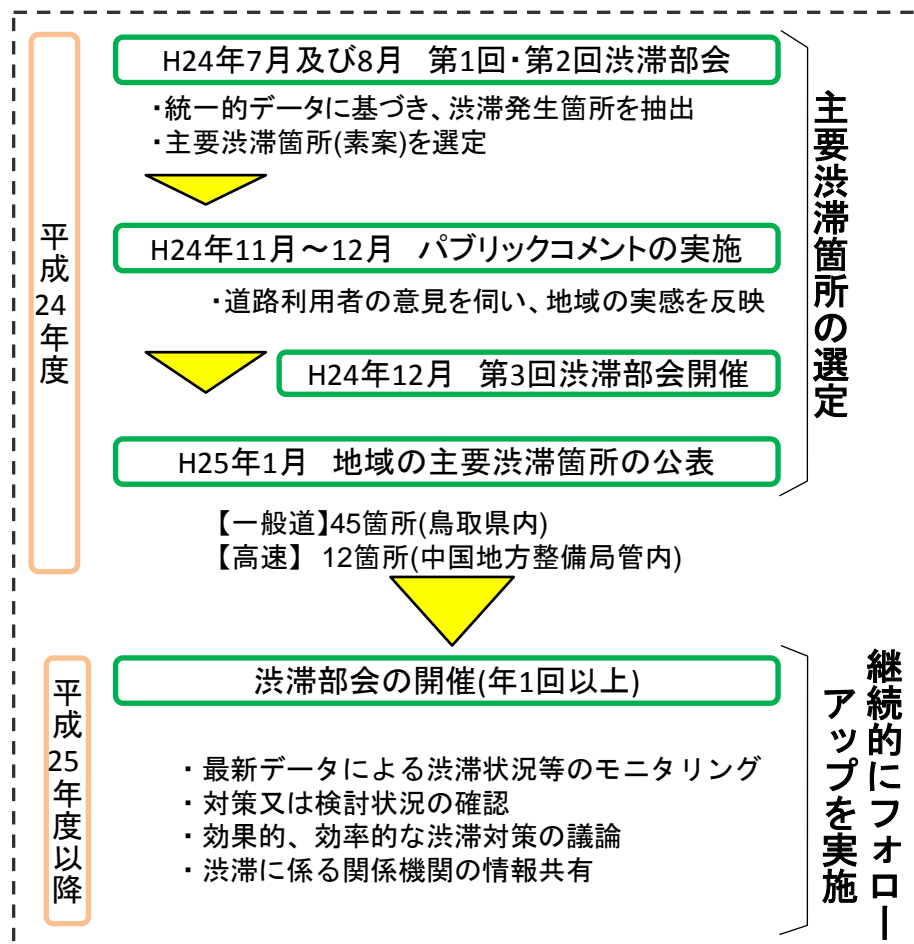 平成24年度
H24年7月及び8月 第1回・第2回渋滞部会
・統一的データに基づき、渋滞発生箇所を抽出
・主要渋滞箇所(素案)を選定
H24年11月～12月 パブリックコメントの実施
・道路利用者の意見を伺い、地域の実感を反映
H24年12月 第3回渋滞部会開催
H25年1月 地域の主要渋滞箇所の公表
【一般道】45箇所(鳥取県内)
【高速】 12箇所(中国地方整備局管内)
主要渋滞箇所の選定
平成25年度以降
渋滞部会の開催(年1回以上)
・最新データによる渋滞状況等のモニタリング
・対策又は検討状況の確認
・効果的、効率的な渋滞対策の議論
・渋滞に係る関係機関の情報共有
継続的にフォロー
アップを実施